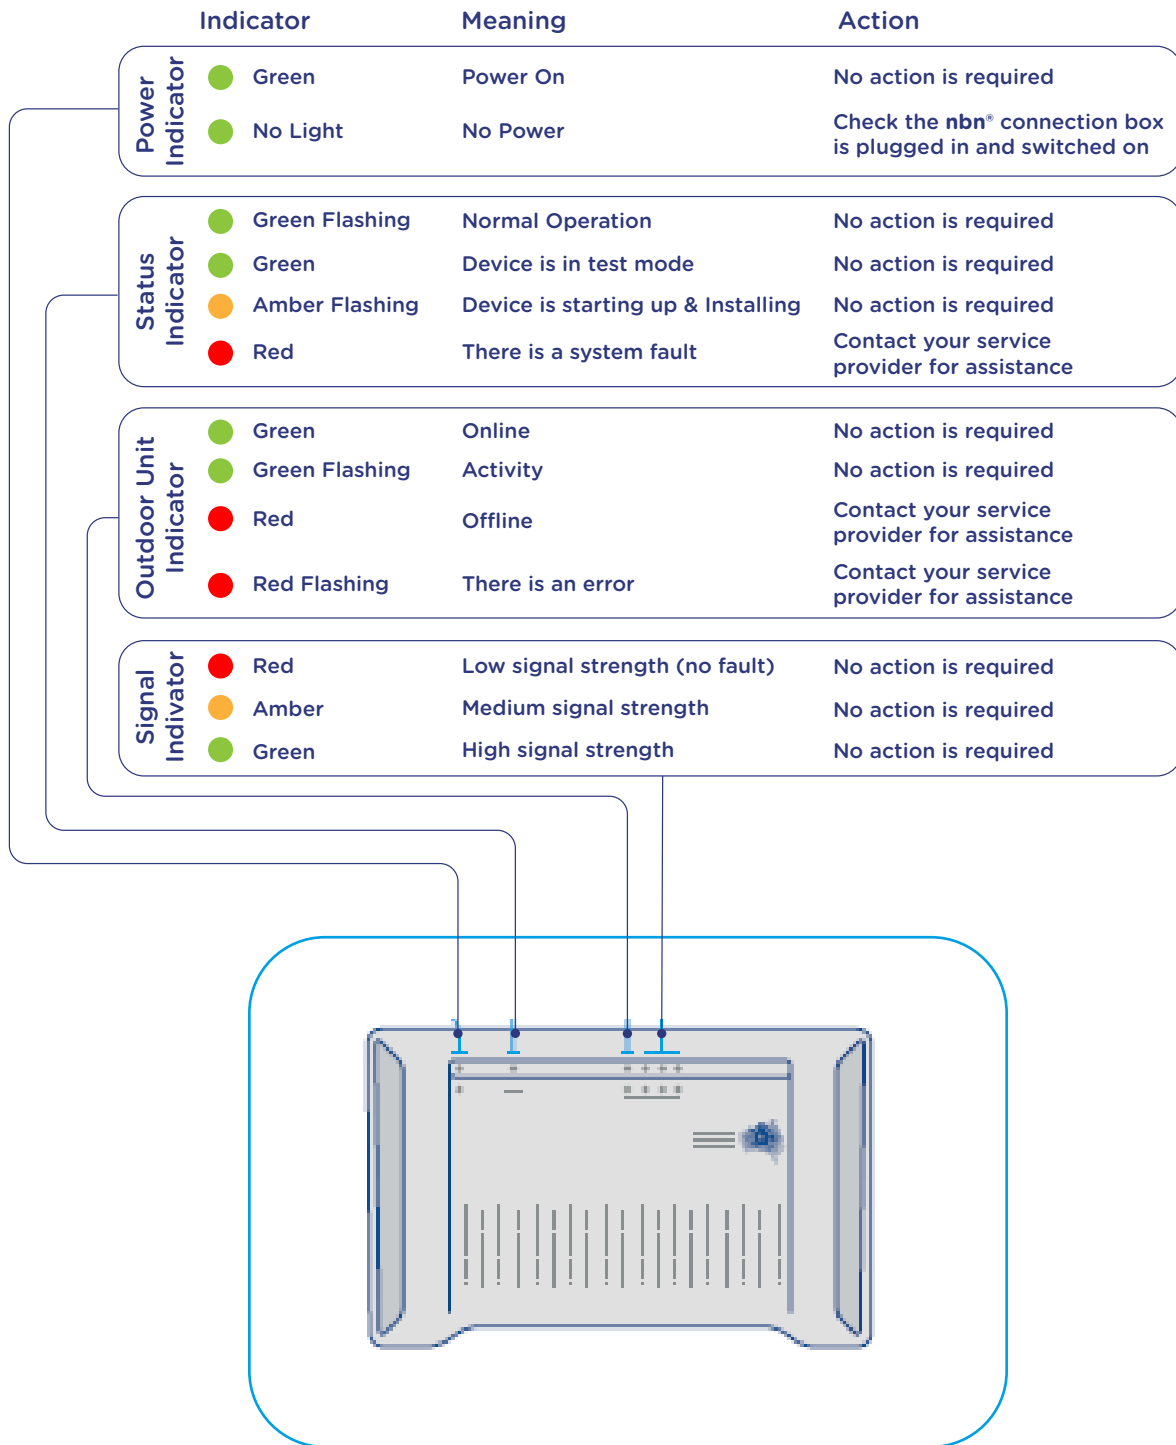 Indicator Meaning Action
Power
Indicator
Green Power On No action is required
No Light No Power Check the nbn® connection box
is plugged in and switched on
Status
Indicator
Green Flashing Normal Operation No action is required
Green Device is in test mode No action is required
Amber Flashing Device is starting up & Installing No action is required
Red There is a system fault Contact your service
provider for assistance
Outdoor Unit
Indicator
Green Online No action is required
Green Flashing Activity No action is required
Red Offline Contact your service
provider for assistance
Red Flashing There is an error Contact your service
provider for assistance
Signal
Indivator
Red Low signal strength (no fault) No action is required
Amber Medium signal strength No action is required
Green High signal strength No action is required